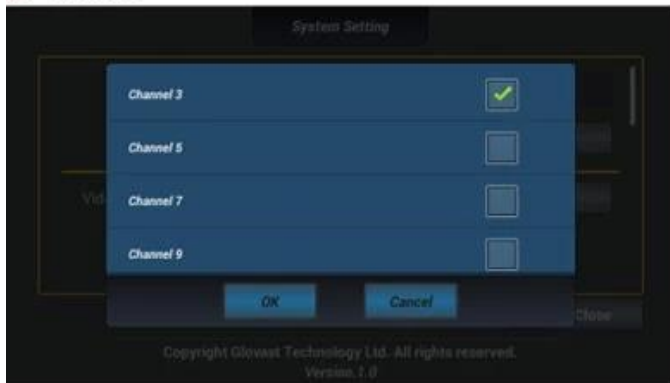 System Setting
Channel 3
Channel 5
Channel 7
Vid
Channel 9
OK Cancel
Close
Copyright Glovast Technology Ltd. All rights reserved.
Version.1.0